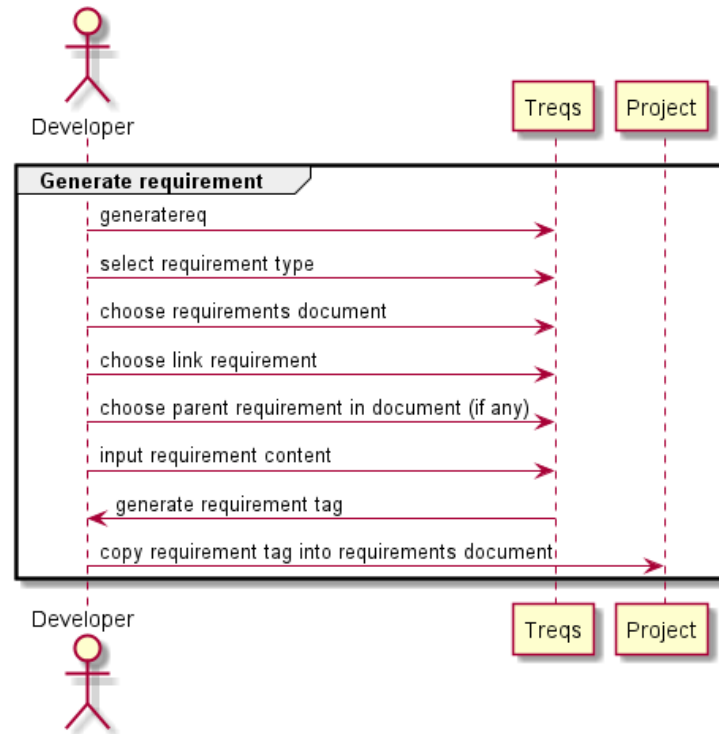 Developer
Treqs
Project
Generate requirement
generatereq
select requirement type
choose requirements document
choose link requirement
choose parent requirement in document (if any)
input requirement content
generate requirement tag
copy requirement tag into requirements document
Developer
Treqs
Project